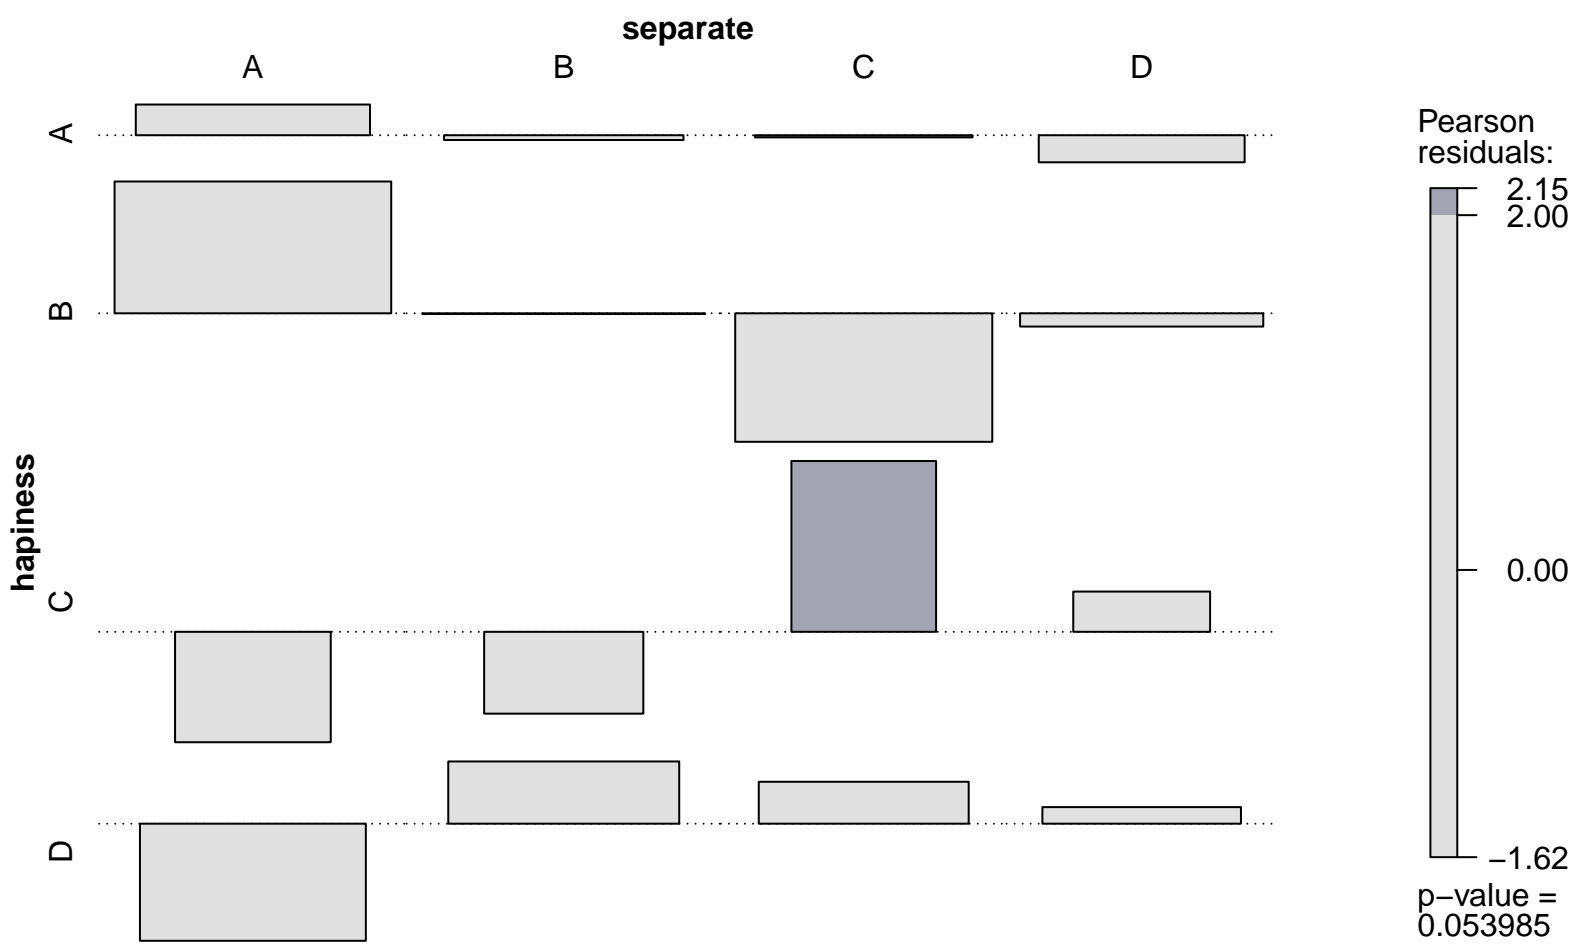 separate
A
B
C
D
hapiness
A
B
C
D
Pearson
residuals:
2.15
2.00
0.00
−1.62
p−value =
0.053985